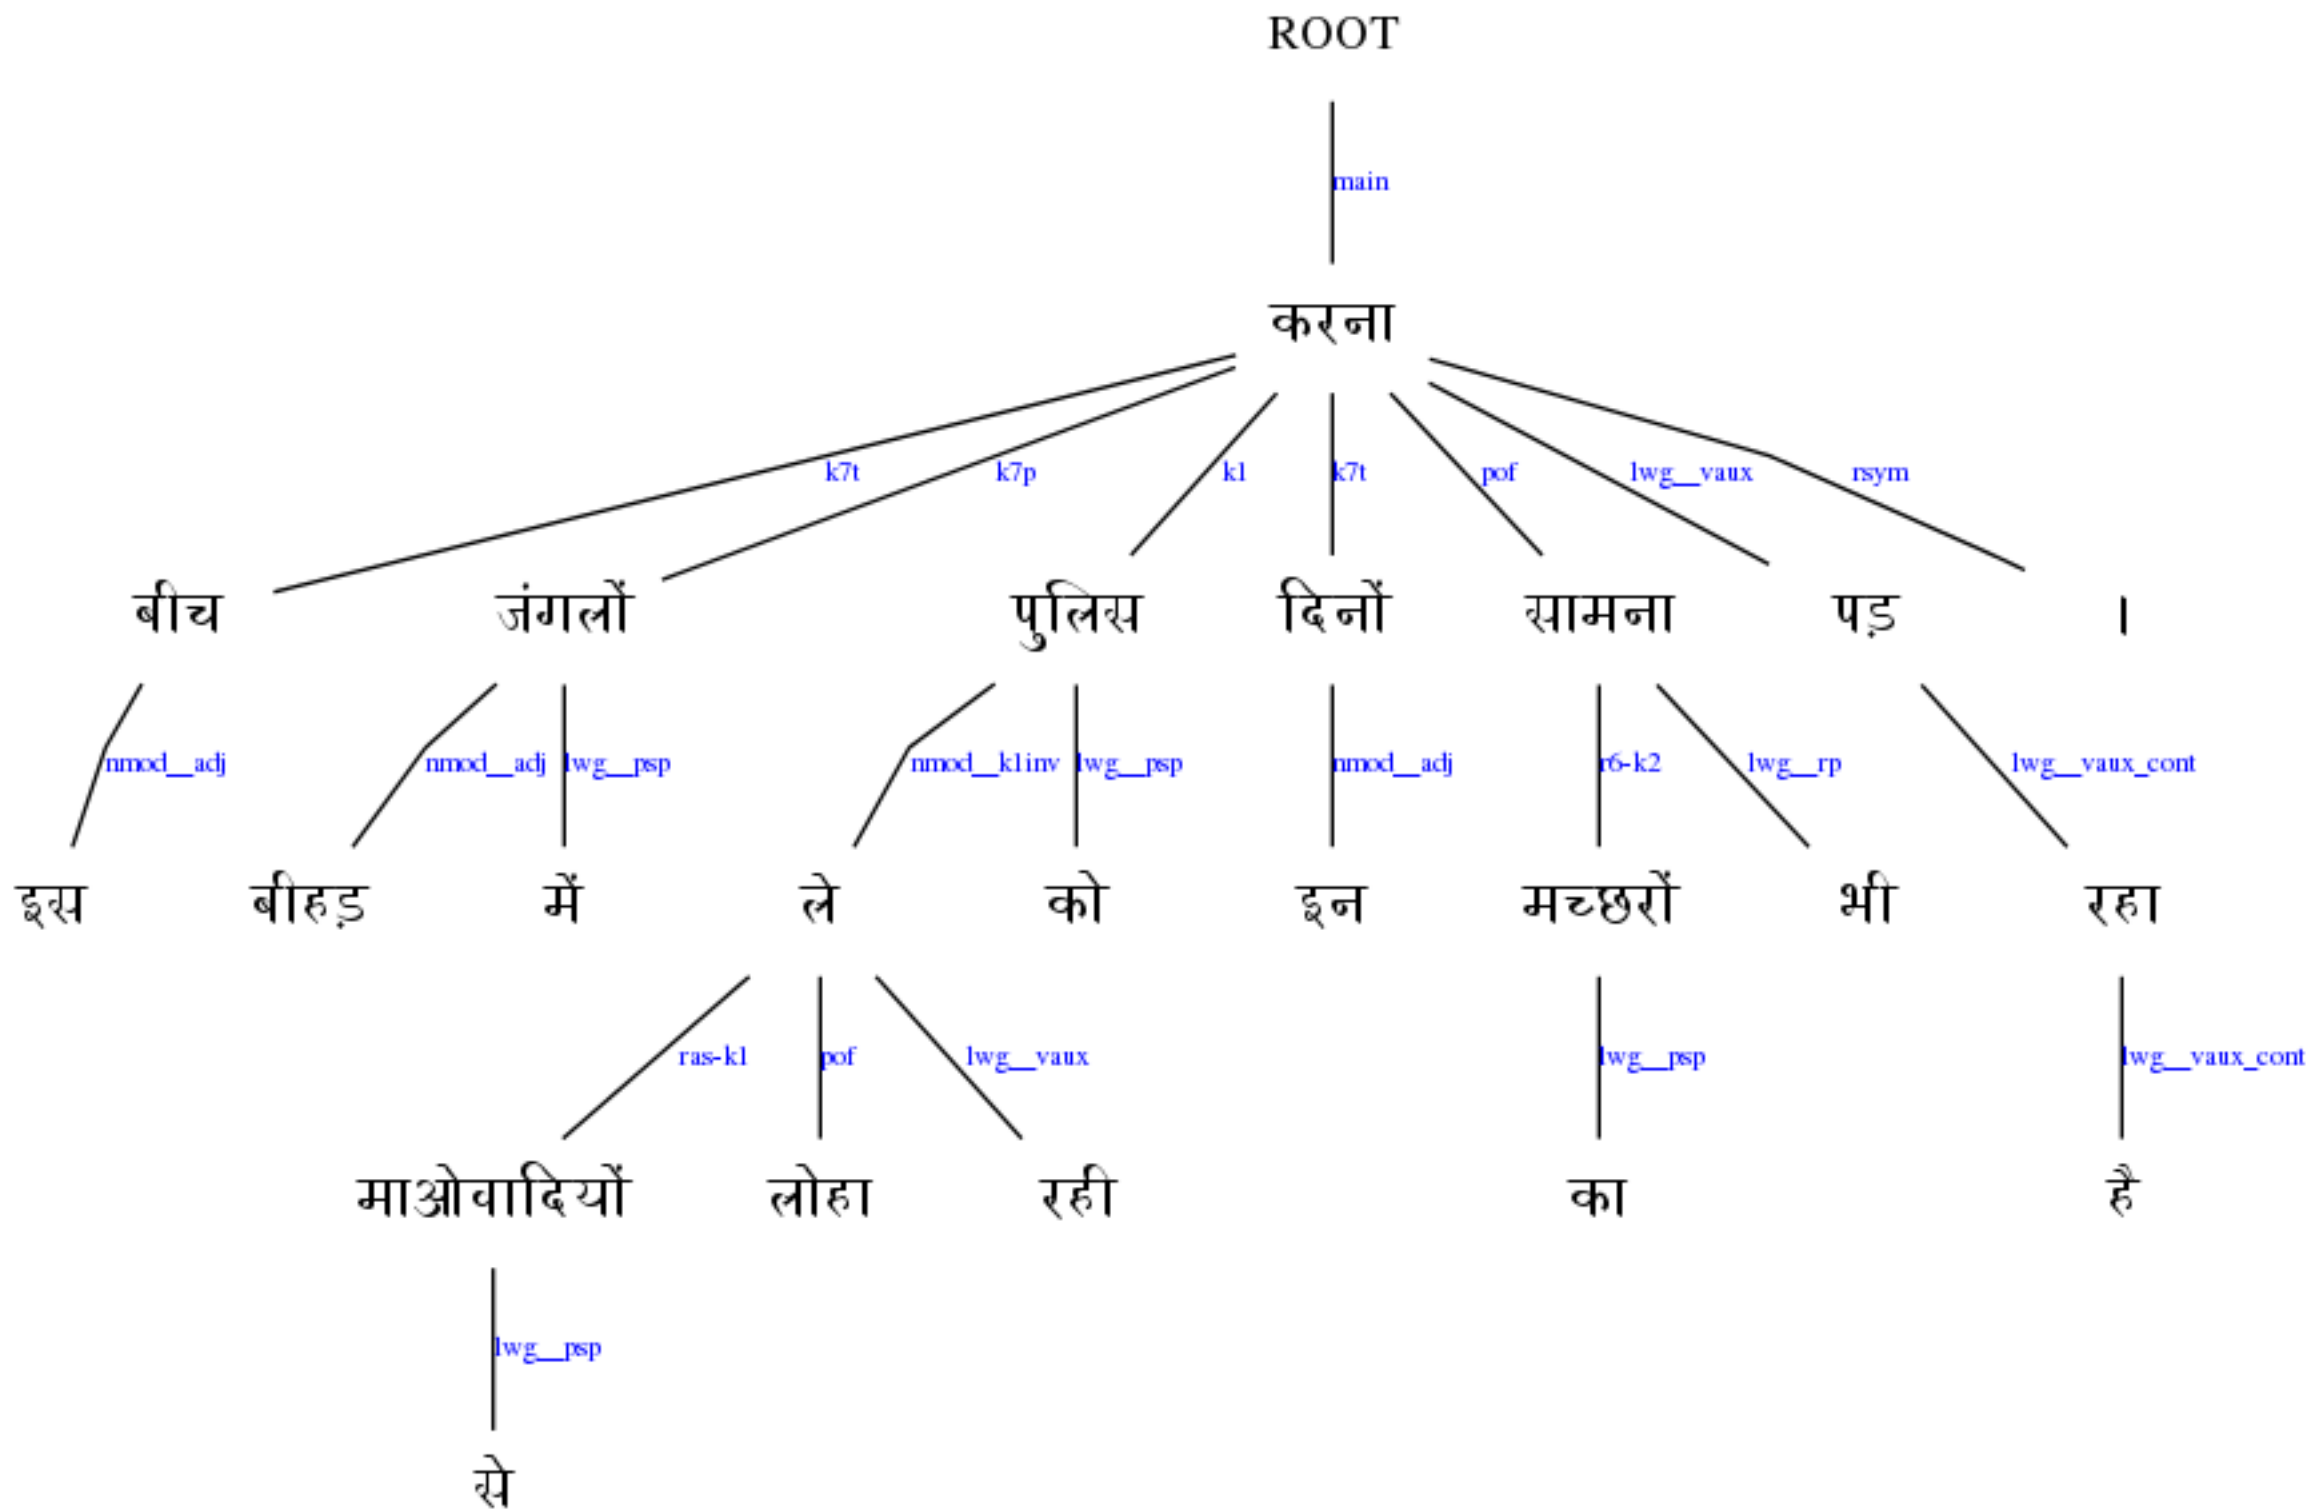 ROOT
main
करना
k7t k7p k1 k7t pof lwg__vaux rsym
बीच जंगलों पुलिस दिनों सामना पड़ ।
nmod__adj nmod__adj lwg__psp nmod__k1inv lwg__psp nmod__adj r6-k2 lwg__rp lwg__vaux_cont
इस बीहड़ में ले को इन मच्छरों भी रहा
ras-k1 pof lwg__vaux lwg__psp lwg__vaux_cont
माओवादियों लोहा रही का है
lwg__psp
से